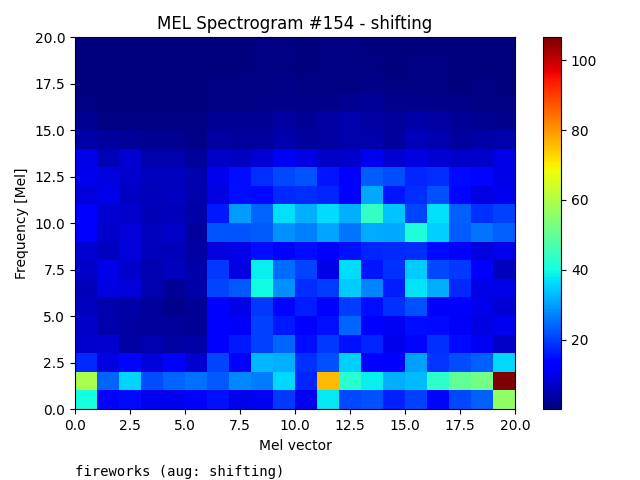 MEL Spectrogram #154 - shifting
20.0
17.5
15.0
12.5
10.0
7.5
5.0
2.5
0.0
Frequency [Mel]
0.0 2.5 5.0 7.5 10.0 12.5 15.0 17.5 20.0
Mel vector
100
80
60
40
20
fireworks (aug: shifting)